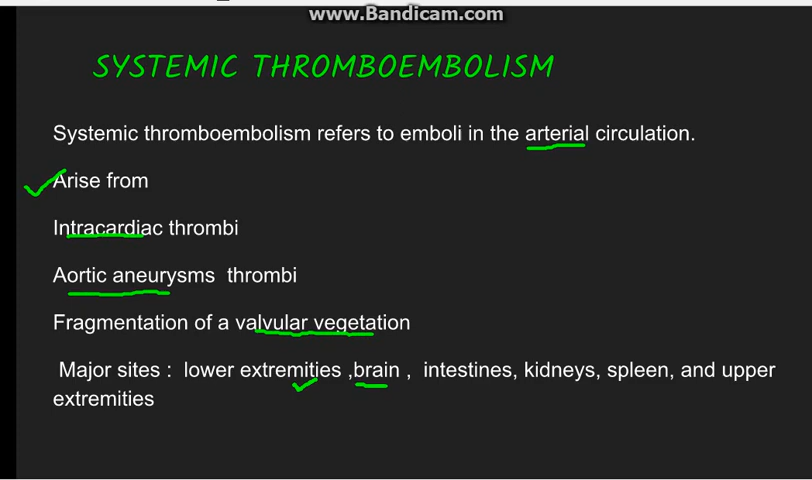 www.Bandicam.com
SYSTEMIC THROMBOEMBOLISM
Systemic thromboembolism refers to emboli in the arterial circulation.
Arise from
Intracardiac thrombi
Aortic aneurysms thrombi
Fragmentation of a valvular vegetation
Major sites : lower extremities ,brain , intestines, kidneys, spleen, and upper
extremities